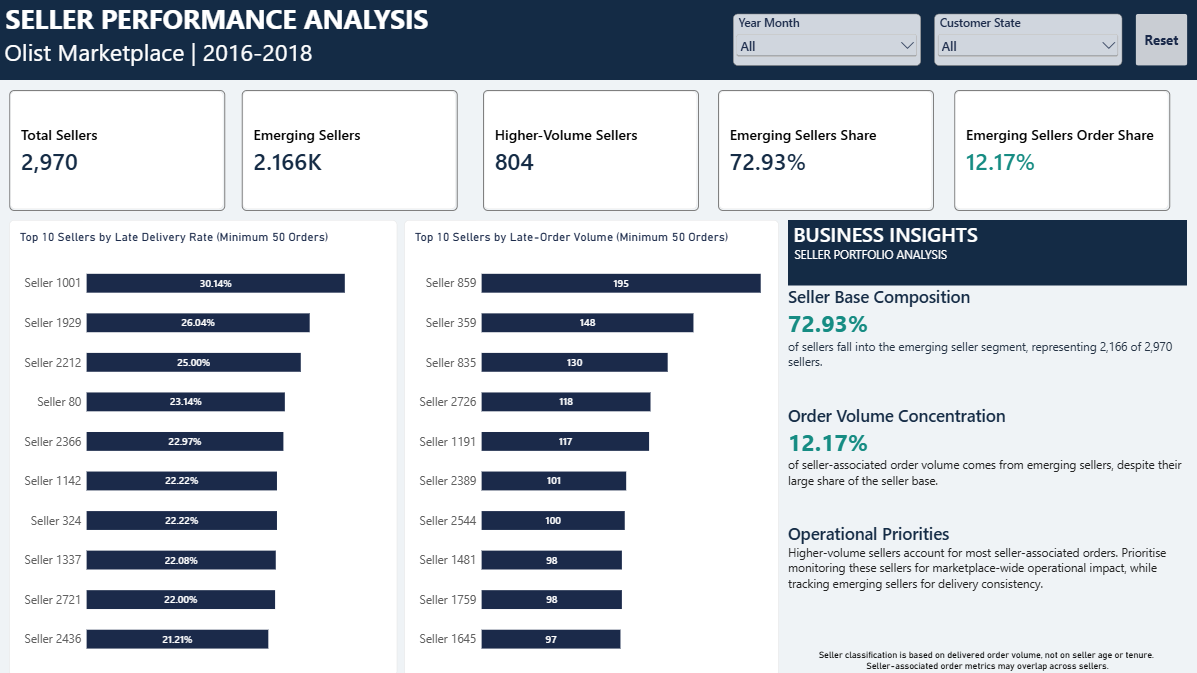 SELLER PERFORMANCE ANALYSIS
Olist Marketplace | 2016-2018
Year Month
All
Customer State
All
Reset
Total Sellers
2,970
Emerging Sellers
2.166K
Higher-Volume Sellers
804
Emerging Sellers Share
72.93%
Emerging Sellers Order Share
12.17%
Top 10 Sellers by Late Delivery Rate (Minimum 50 Orders)
Seller 1001 30.14%
Seller 1929 26.04%
Seller 2212 25.00%
Seller 80 23.14%
Seller 2366 22.97%
Seller 1142 22.22%
Seller 324 22.22%
Seller 1337 22.08%
Seller 2721 22.00%
Seller 2436 21.21%
Top 10 Sellers by Late-Order Volume (Minimum 50 Orders)
Seller 859 195
Seller 359 148
Seller 835 130
Seller 2726 118
Seller 1191 117
Seller 2389 101
Seller 2544 100
Seller 1481 98
Seller 1759 98
Seller 1645 97
BUSINESS INSIGHTS
SELLER PORTFOLIO ANALYSIS
Seller Base Composition
72.93%
of sellers fall into the emerging seller segment, representing 2,166 of 2,970
sellers.
Order Volume Concentration
12.17%
of seller-associated order volume comes from emerging sellers, despite their
large share of the seller base.
Operational Priorities
Higher-volume sellers account for most seller-associated orders. Prioritise
monitoring these sellers for marketplace-wide operational impact, while
tracking emerging sellers for delivery consistency.
Seller classification is based on delivered order volume, not on seller age or tenure.
Seller-associated order metrics may overlap across sellers.